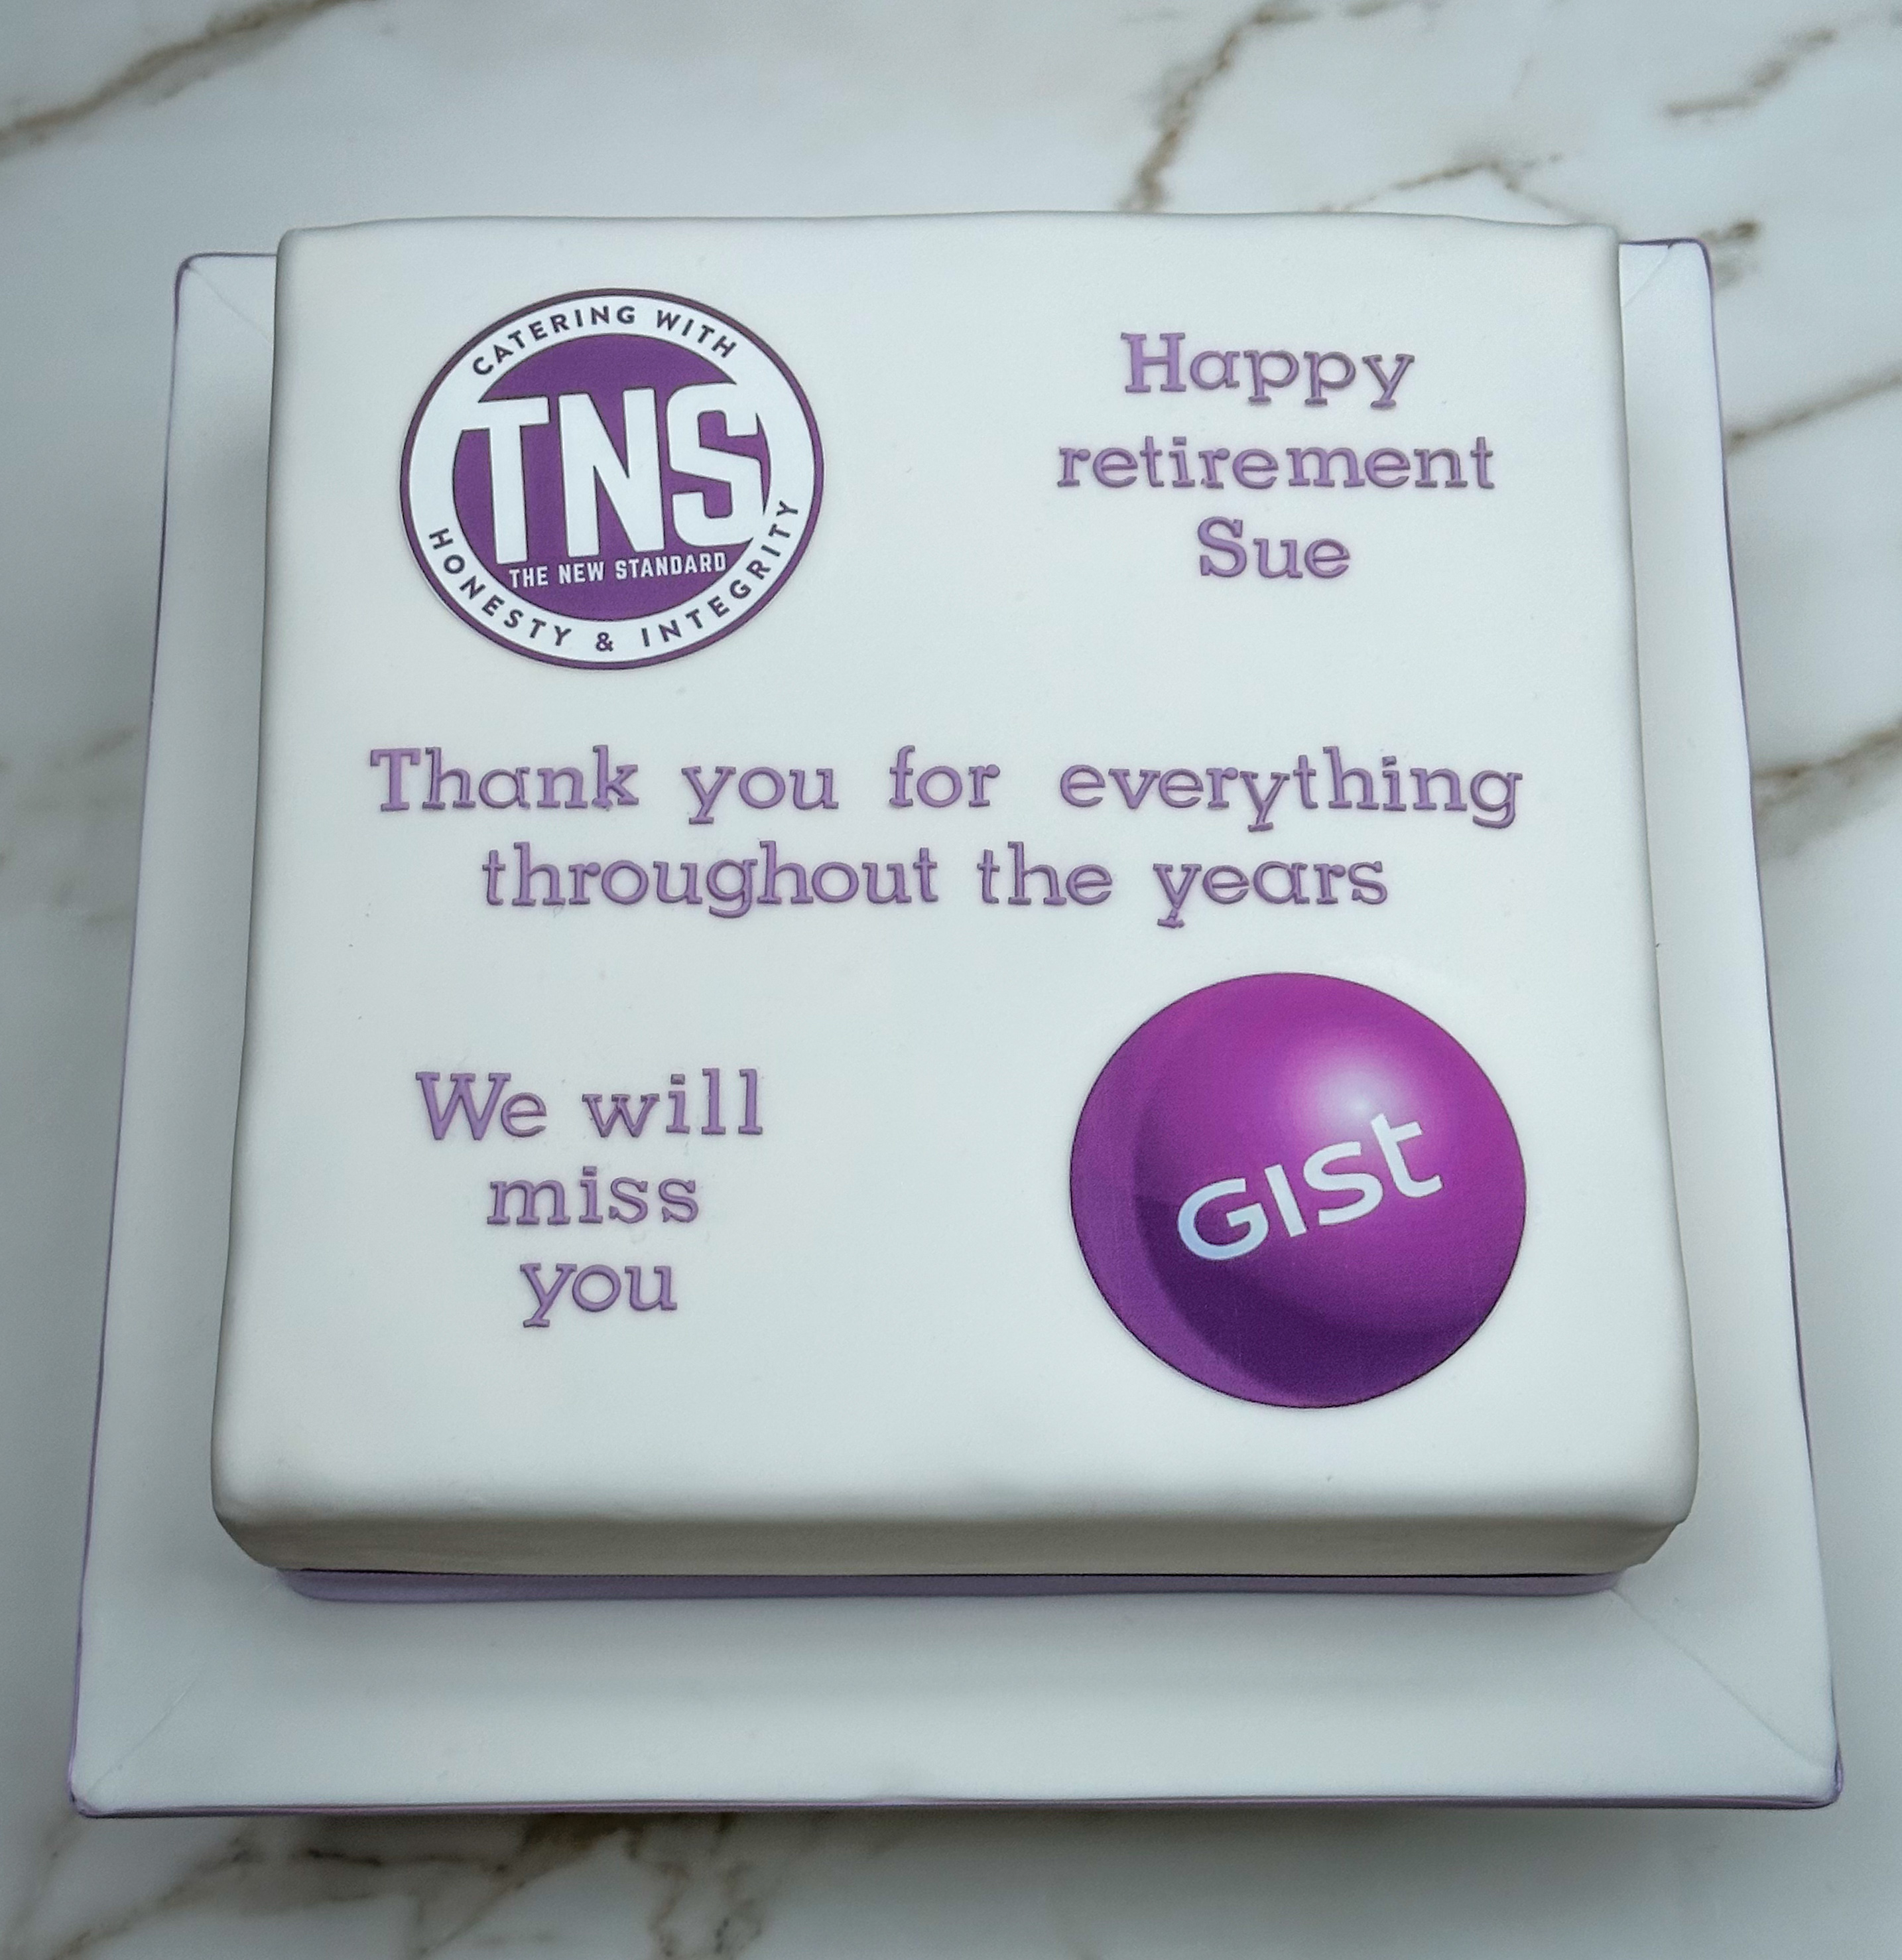 CATERING WITH
TNS
THE NEW STANDARD
HONESTY & INTEGRITY
Happy
retirement
Sue
Thank you for everything
throughout the years
We will
miss
you
GISt